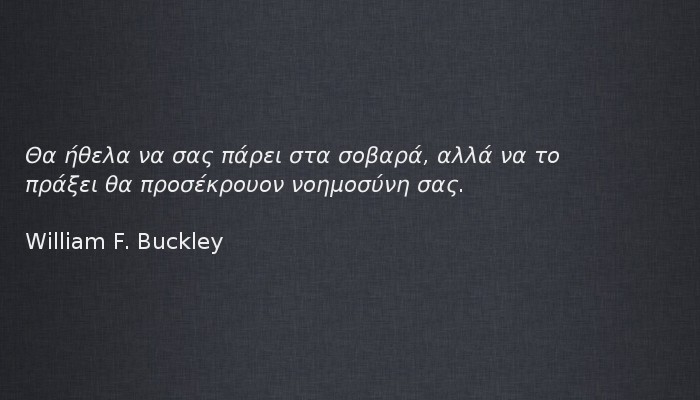 Θα ήθελα να σας πάρει στα σοβαρά, αλλά να το
πράξει θα προσέκρουον νοημοσύνη σας.
William F. Buckley